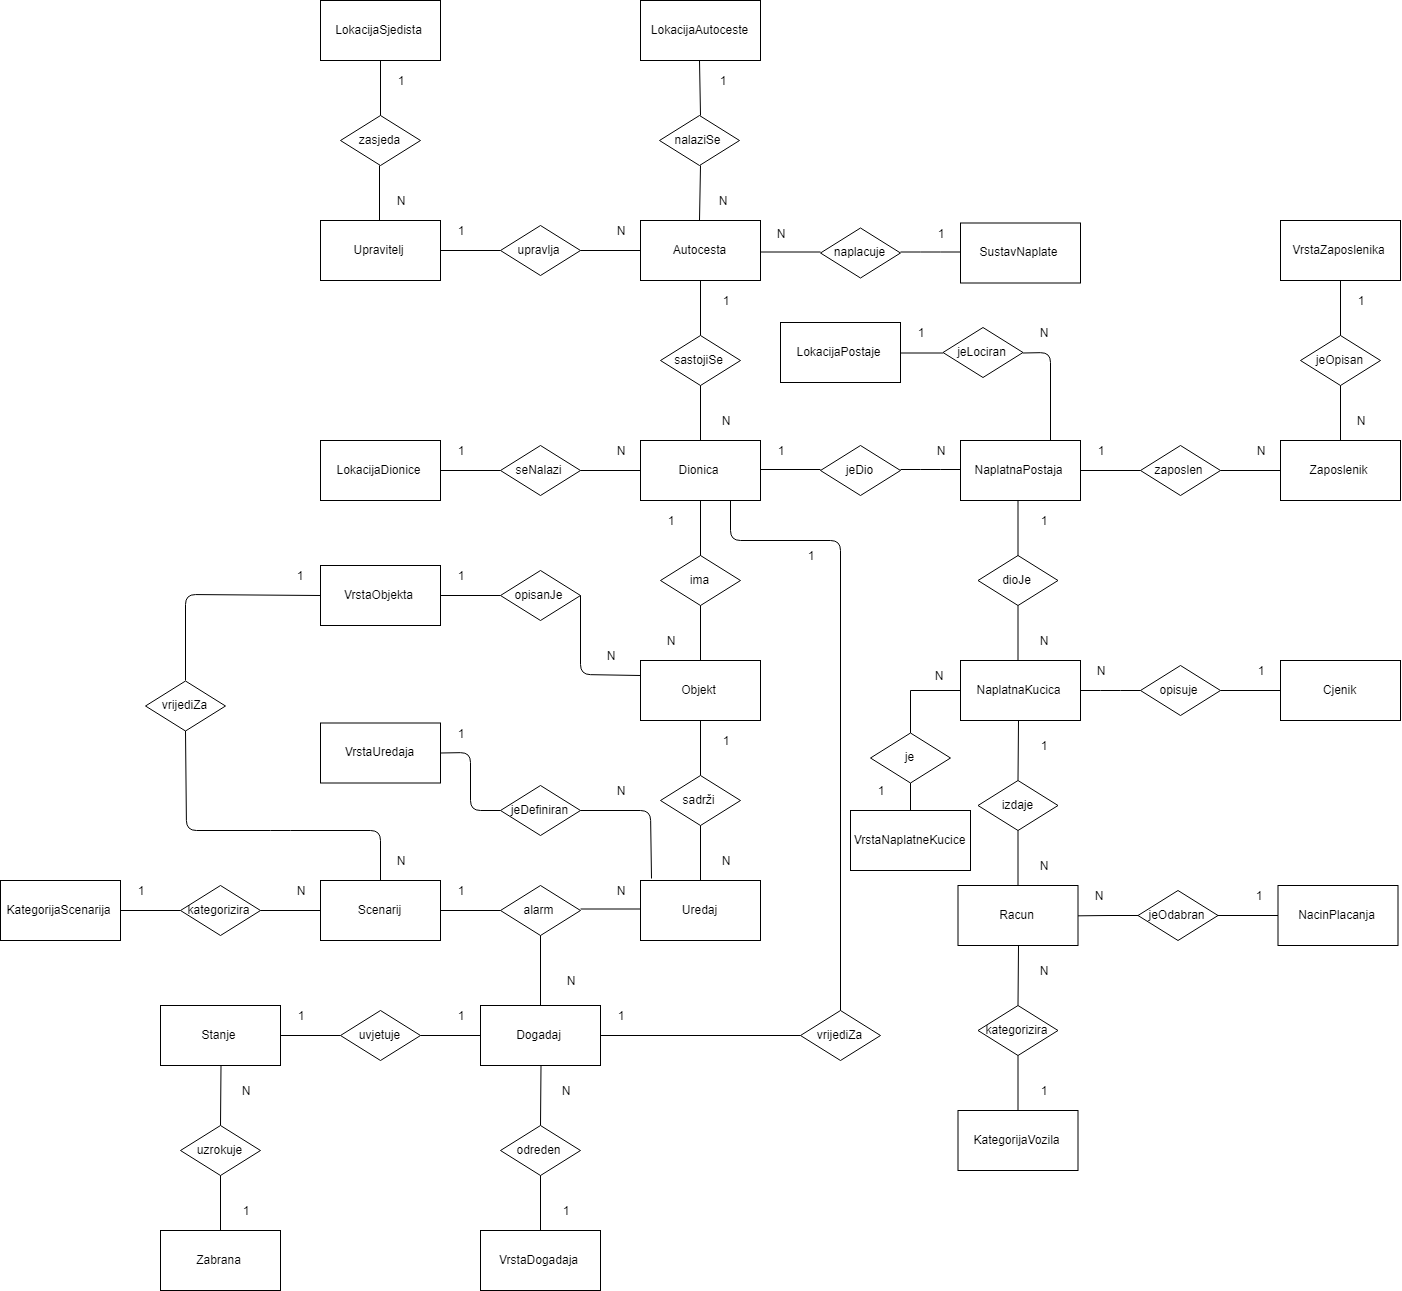 LokacijaSjedista
LokacijaAutoceste
1
1
zasjeda
nalaziSe
N
N
Upravitelj
1
upravlja
N
Autocesta
N
naplacuje
1
SustavNaplate
VrstaZaposlenika
1
1
sastojiSe
LokacijaPostaje
1
jeLociran
N
jeOpisan
N
N
LokacijaDionice
1
seNalazi
N
Dionica
1
jeDio
N
NaplatnaPostaja
1
zaposlen
N
Zaposlenik
1
1
1
1
VrstaObjekta
1
opisanJe
ima
dioJe
N
N
N
Objekt
N
NaplatnaKucica
N
opisuje
1
Cjenik
vrijediZa
VrstaUredaja
1
1
1
je
jeDefiniran
N
sadrži
1
izdaje
VrstaNaplatneKucice
N
N
N
KategorijaScenarija
1
kategorizira
N
Scenarij
1
alarm
N
Uredaj
Racun
N
jeOdabran
1
NacinPlacanja
N
N
Stanje
1
uvjetuje
1
Dogadaj
1
vrijediZa
kategorizira
N
N
1
uzrokuje
odreden
KategorijaVozila
1
1
Zabrana
VrstaDogadaja